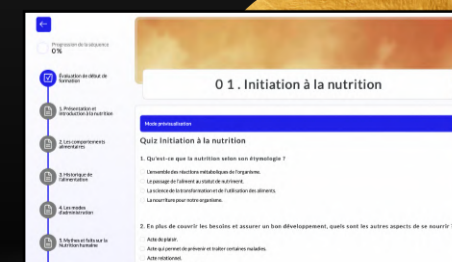 Progression de la séquence
0%
Évaluation de début de
formation
1. Présentation et
introduction à la nutrition
2. Les comportements
alimentaires
3. Historique de
l'alimentation
4. Les modes
d'administration
5. Mythes et faits sur la
Nutrition humaine
0 1 . Initiation à la nutrition
Mode prévisualisation
Quiz Initiation à la nutrition
1. Qu'est-ce que la nutrition selon son étymologie ?
L'ensemble des réactions métaboliques de l'organisme.
Le passage de l'aliment au statut de nutriment.
La science de la transformation et de l'utilisation des aliments.
La nourriture pour notre organisme.
2. En plus de couvrir les besoins et assurer un bon développement, quels sont les autres aspects de se nourrir ?
Acte de plaisir.
Acte qui permet de prévenir et traiter certaines maladies.
Acte relationnel.